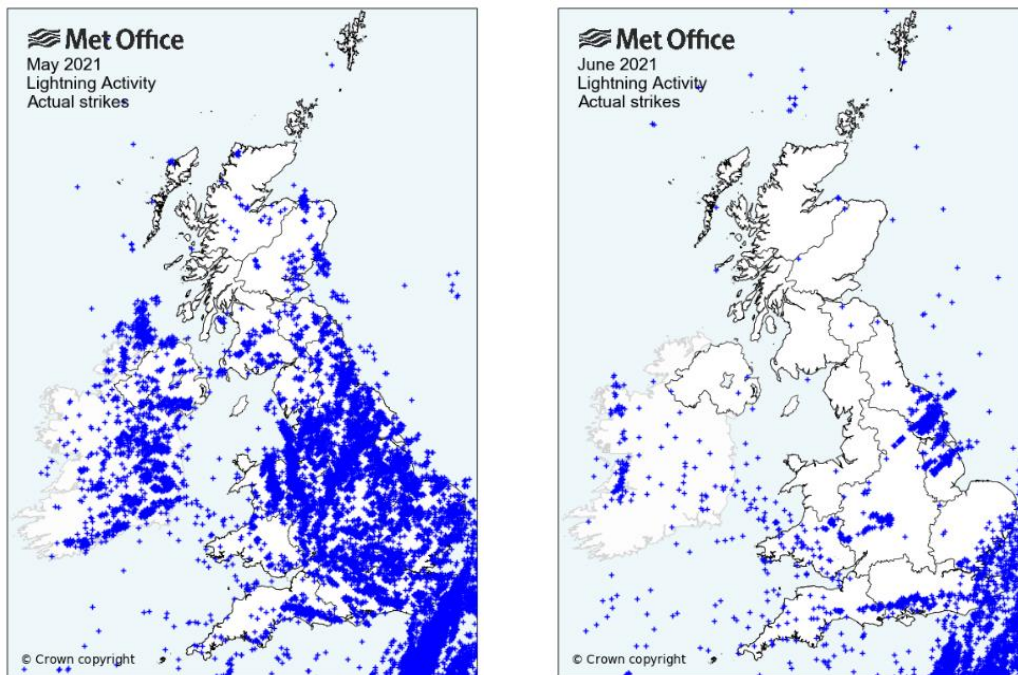 Met Office
May 2021
Lightning Activity
Actual strikes
© Crown copyright
Met Office
June 2021
Lightning Activity
Actual strikes
© Crown copyright